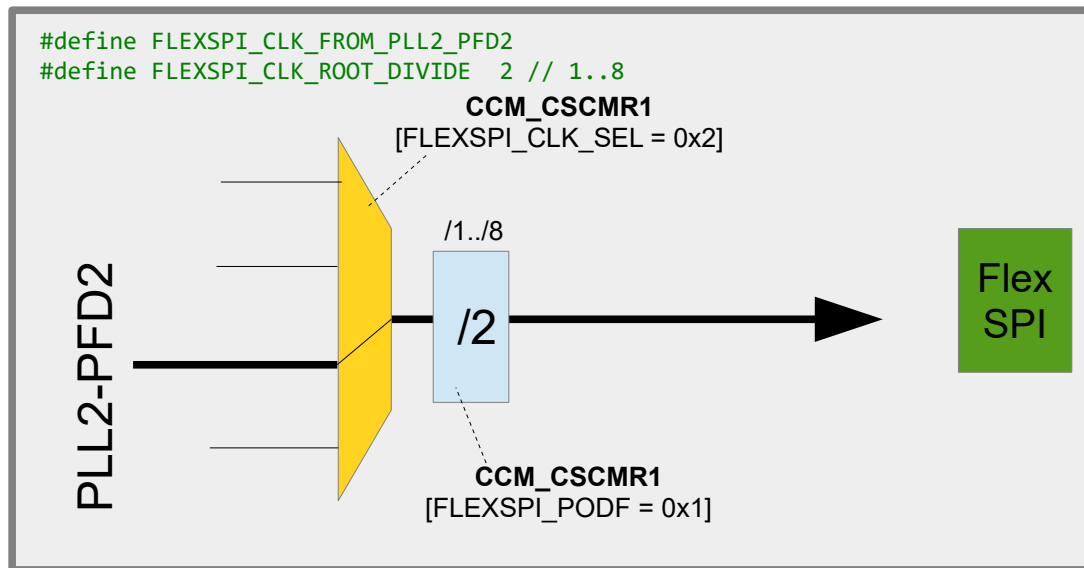 #define FLEXSPI_CLK_FROM_PLL2_PFD2
#define FLEXSPI_CLK_ROOT_DIVIDE  2 // 1..8
CCM_CSCMR1
[FLEXSPI_CLK_SEL = 0x2]
/1../8
PLL2-PFD2
/2
Flex
SPI
CCM_CSCMR1
[FLEXSPI_PODF = 0x1]